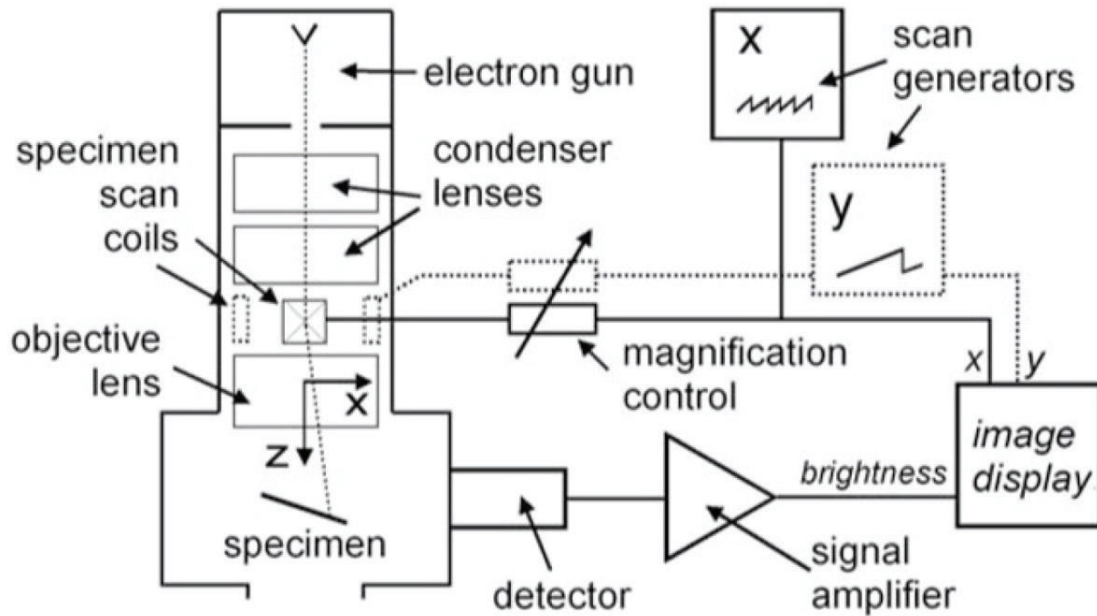 electron gun
specimen
scan
coils
condenser
lenses
objective
lens
x
z
specimen
detector
signal
amplifier
magnification
control
X
scan
generators
y
x
y
brightness
image
display.